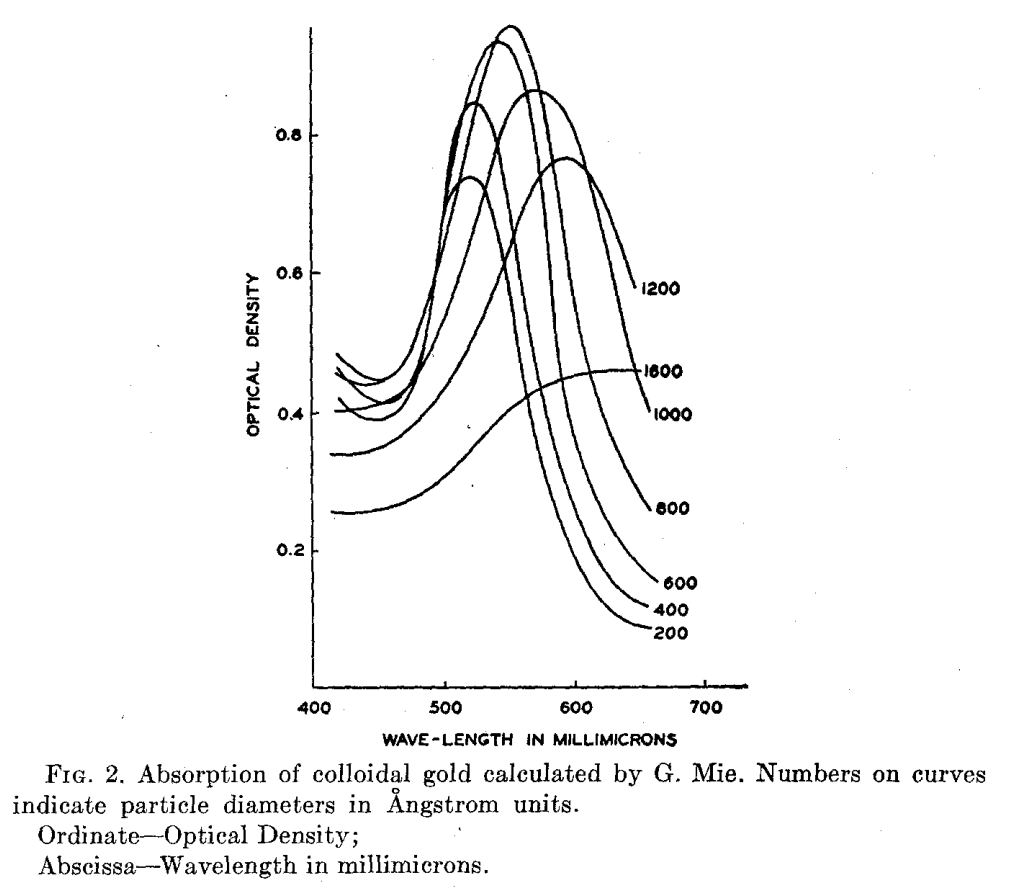 0.8
0.6
0.4
0.2
OPTICAL DENSITY
1200
1600
1000
800
600
400
200
400 500 600 700
WAVE-LENGTH IN MILLIMICRONS
FIG. 2. Absorption of colloidal gold calculated by G. Mie. Numbers on curves
indicate particle diameters in Ångstrom units.
Ordinate—Optical Density;
Abscissa—Wavelength in millimicrons.